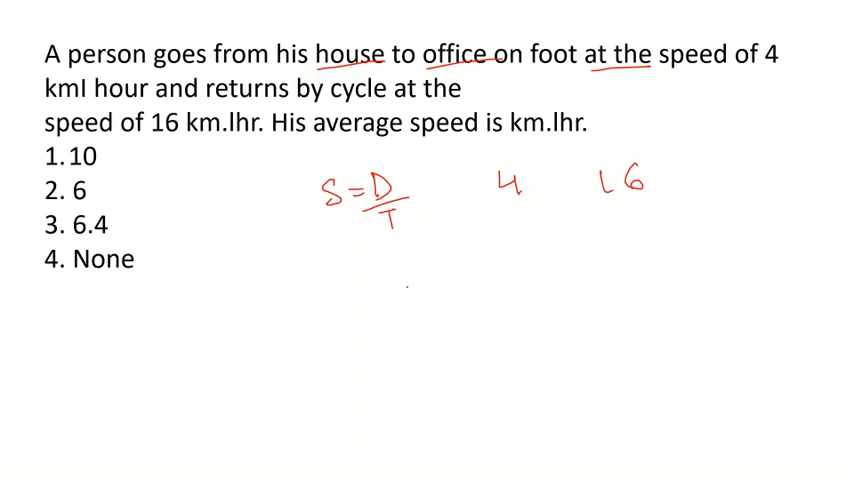 A person goes from his house to office on foot at the speed of 4
kmI hour and returns by cycle at the
speed of 16 km.lhr. His average speed is km.lhr.
1. 10
2. 6
3. 6.4
4. None
S = D/T 4 16